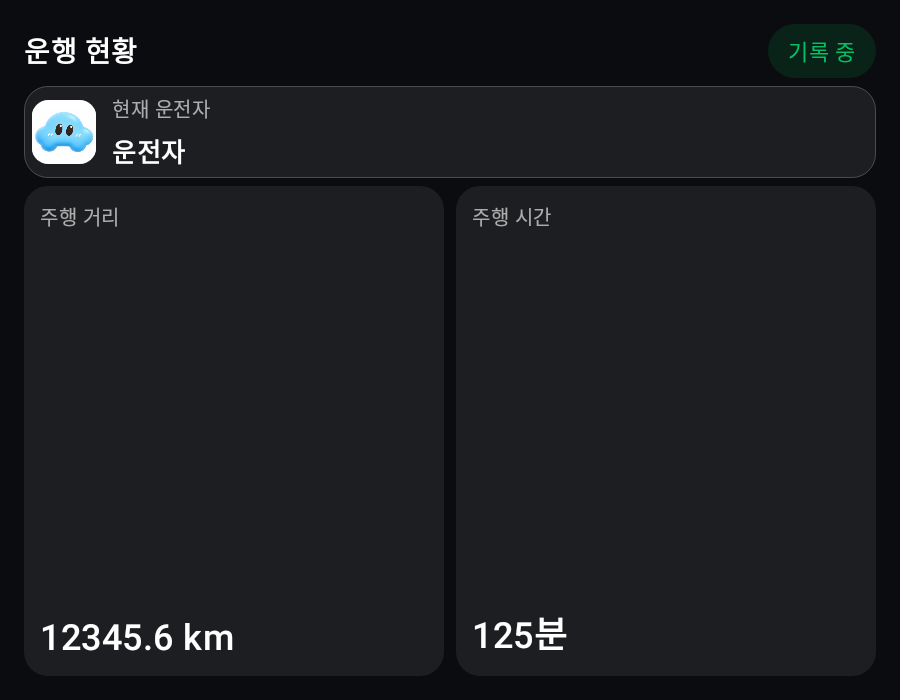 운행 현황
기록 중
현재 운전자
운전자
주행 거리
주행 시간
12345.6 km
125분